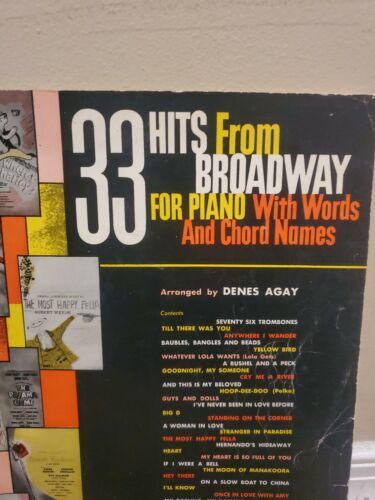 33 HITS From
BROADWAY
FOR PIANO With Words
And Chord Names
THE MOST HAPPY FELLA
THE
PAJAMA
GAME
Arranged by DENES AGAY
Contents
SEVENTY SIX TROMBONES
TILL THERE WAS YOU
ANYWHERE I WANDER
BAUBLES, BANGLES AND BEADS
YELLOW BIRD
WHATEVER LOLA WANTS (Lola Gets)
A BUSHEL AND A PECK
GOODNIGHT, MY SOMEONE
CRY ME A RIVER
AND THIS IS MY BELOVED
HOOP-DEE-DOO (Polka)
GUYS AND DOLLS
I'VE NEVER BEEN IN LOVE BEFORE
BIG D
STANDING ON THE CORNER
A WOMAN IN LOVE
STRANGER IN PARADISE
THE MOST HAPPY FELLA
HERNANDO'S HIDEAWAY
HEART
MY HEART IS SO FULL OF YOU
IF I WERE A BELL
THE MOON OF MANAKOORA
HEY THERE
ON A SLOW BOAT TO CHINA
I'LL KNOW
ONCE IN LOVE WITH AMY